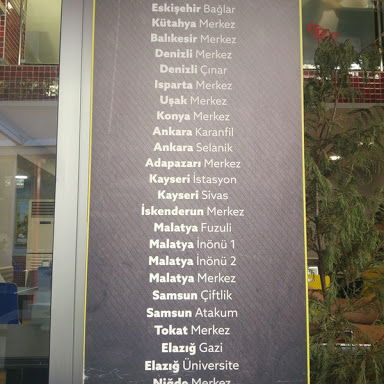 Eskişehir Bağlar
Kütahya Merkez
Balıkesir Merkez
Denizli Merkez
Denizli Çınar
Isparta Merkez
Uşak Merkez
Konya Merkez
Ankara Karanfil
Ankara Selanik
Adapazarı Merkez
Kayseri İstasyon
Kayseri Sivas
İskenderun Merkez
Malatya Fuzuli
Malatya İnönü 1
Malatya İnönü 2
Malatya Merkez
Samsun Çiftlik
Samsun Atakum
Tokat Merkez
Elazığ Gazi
Elazığ Üniversite
Niğde Merkez